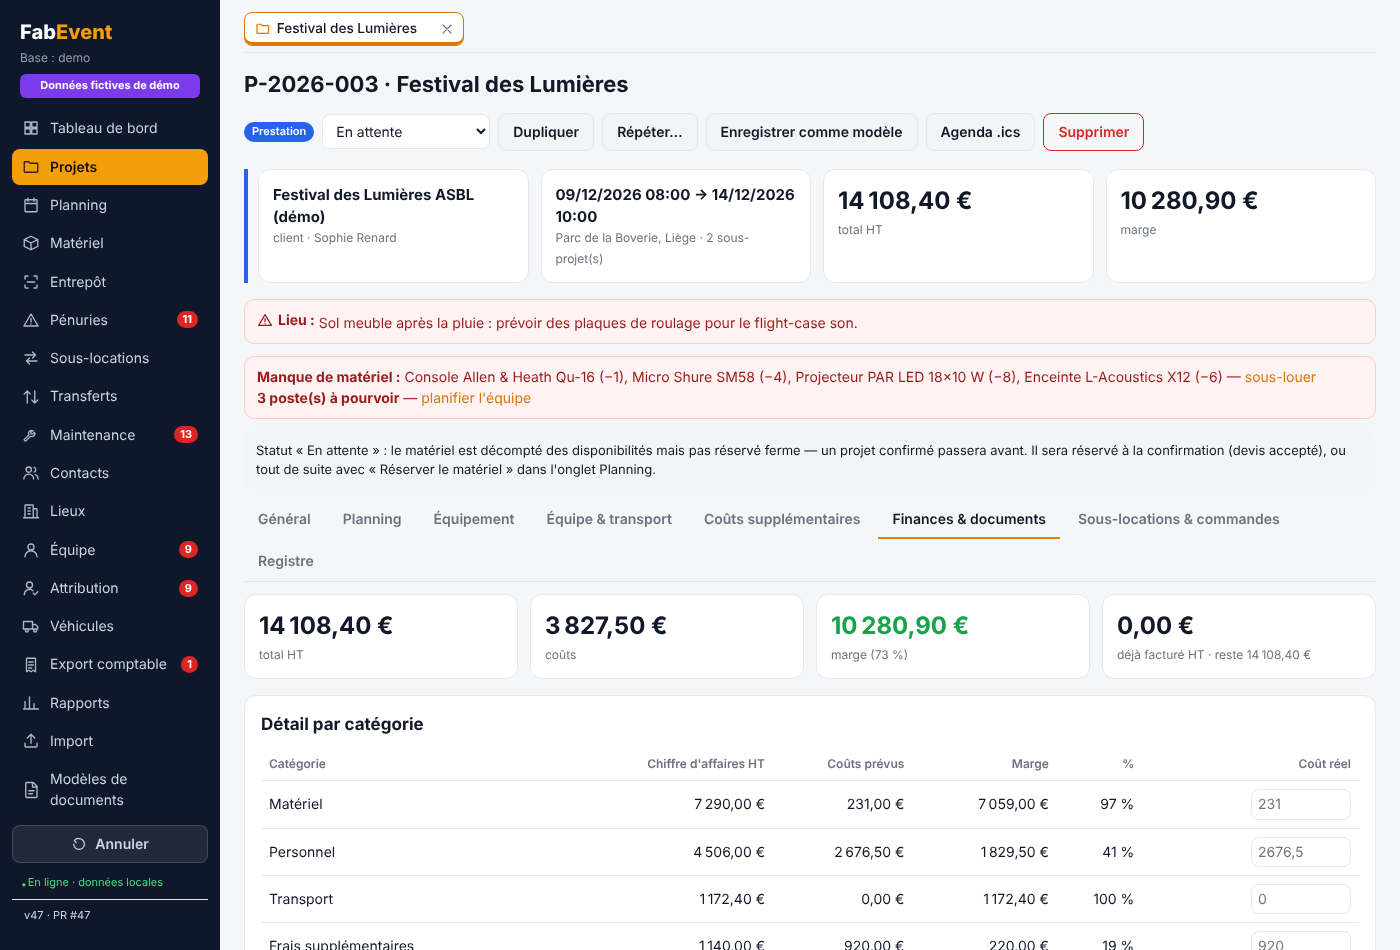 FabEvent
Base : demo
Données fictives de démo
Tableau de bord
Projets
Planning
Matériel
Entrepôt
Pénuries 11
Sous-locations
Transferts
Maintenance 13
Contacts
Lieux
Équipe 9
Attribution 9
Véhicules
Export comptable 1
Rapports
Import
Modèles de
documents
Annuler
En ligne · données locales
v47 · PR #47
Festival des Lumières
P-2026-003 · Festival des Lumières
Prestation En attente Dupliquer Répéter... Enregistrer comme modèle Agenda .ics Supprimer
Festival des Lumières ASBL
(démo)
client · Sophie Renard
09/12/2026 08:00 → 14/12/2026
10:00
Parc de la Boverie, Liège · 2 sous-
projet(s)
14 108,40 €
total HT
10 280,90 €
marge
Lieu : Sol meuble après la pluie : prévoir des plaques de roulage pour le flight-case son.
Manque de matériel : Console Allen & Heath Qu-16 (−1), Micro Shure SM58 (−4), Projecteur PAR LED 18×10 W (−8), Enceinte L-Acoustics X12 (−6) — sous-louer
3 poste(s) à pourvoir — planifier l'équipe
Statut « En attente » : le matériel est décompté des disponibilités mais pas réservé ferme — un projet confirmé passera avant. Il sera réservé à la confirmation (devis accepté), ou
tout de suite avec « Réserver le matériel » dans l'onglet Planning.
Général Planning Équipement Équipe & transport Coûts supplémentaires Finances & documents Sous-locations & commandes
Registre
14 108,40 €
total HT
3 827,50 €
coûts
10 280,90 €
marge (73 %)
0,00 €
déjà facturé HT · reste 14 108,40 €
Détail par catégorie
Catégorie Chiffre d'affaires HT Coûts prévus Marge % Coût réel
Matériel 7 290,00 € 231,00 € 7 059,00 € 97 % 231
Personnel 4 506,00 € 2 676,50 € 1 829,50 € 41 % 2676,5
Transport 1 172,40 € 0,00 € 1 172,40 € 100 % 0
Frais supplémentaires 1 140,00 € 920,00 € 220,00 € 19 % 920